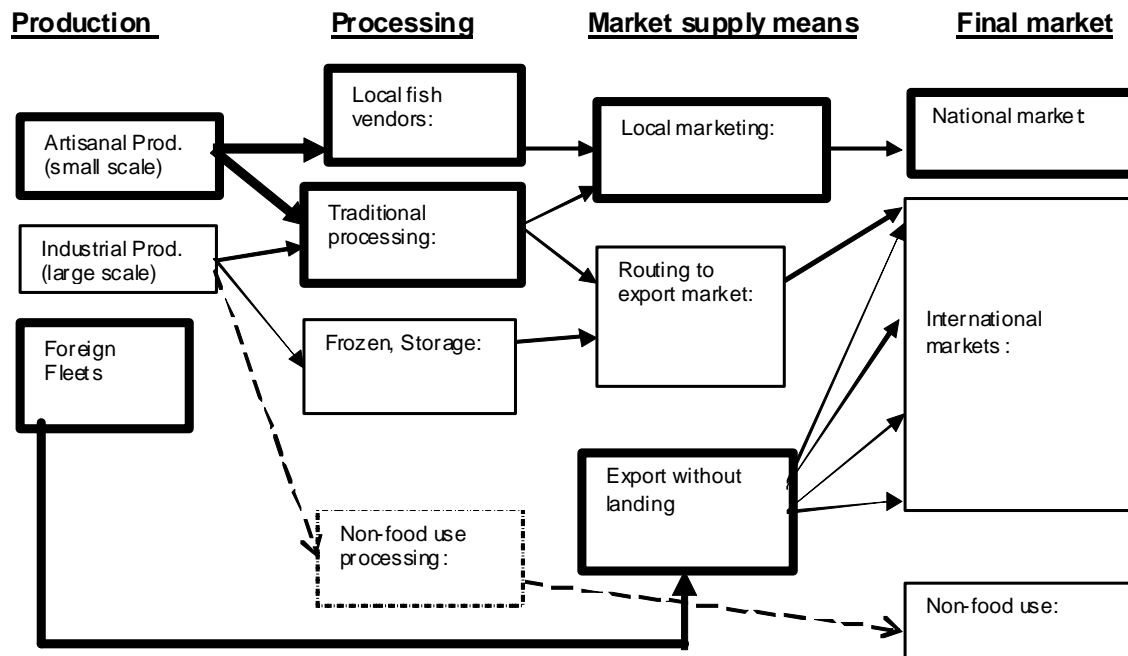 Production
Processing
Market supply means
Final market
Artisanal Prod.
(small scale)
Industrial Prod.
(large scale)
Foreign
Fleets
Local fish
vendors:
Traditional
processing:
Frozen, Storage:
Non-food use
processing:
Local marketing:
Routing to
export market:
Export without
landing
National market:
International
markets :
Non-food use: